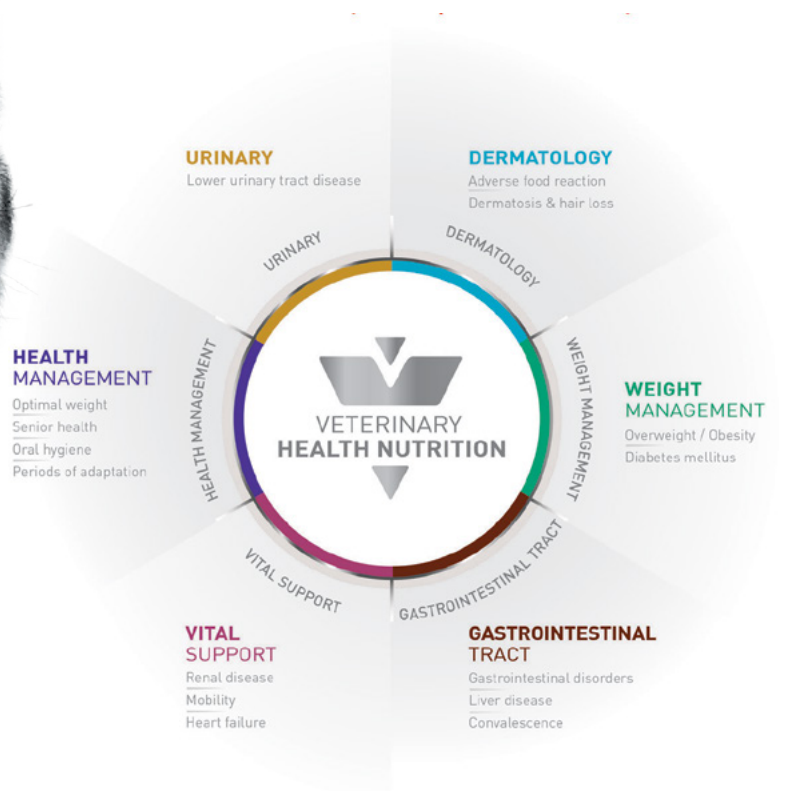 URINARY
Lower urinary tract disease
DERMATOLOGY
Adverse food reaction
Dermatosis & hair loss
URINARY
DERMATOLOGY
HEALTH
MANAGEMENT
Optimal weight
Senior health
Oral hygiene
Periods of adaptation
HEALTH MANAGEMENT
WEIGHT MANAGEMENT
WEIGHT
MANAGEMENT
Overweight / Obesity
Diabetes mellitus
VETERINARY
HEALTH NUTRITION
VITAL SUPPORT
GASTROINTESTINAL TRACT
VITAL
SUPPORT
Renal disease
Mobility
Heart failure
GASTROINTESTINAL
TRACT
Gastrointestinal disorders
Liver disease
Convalescence